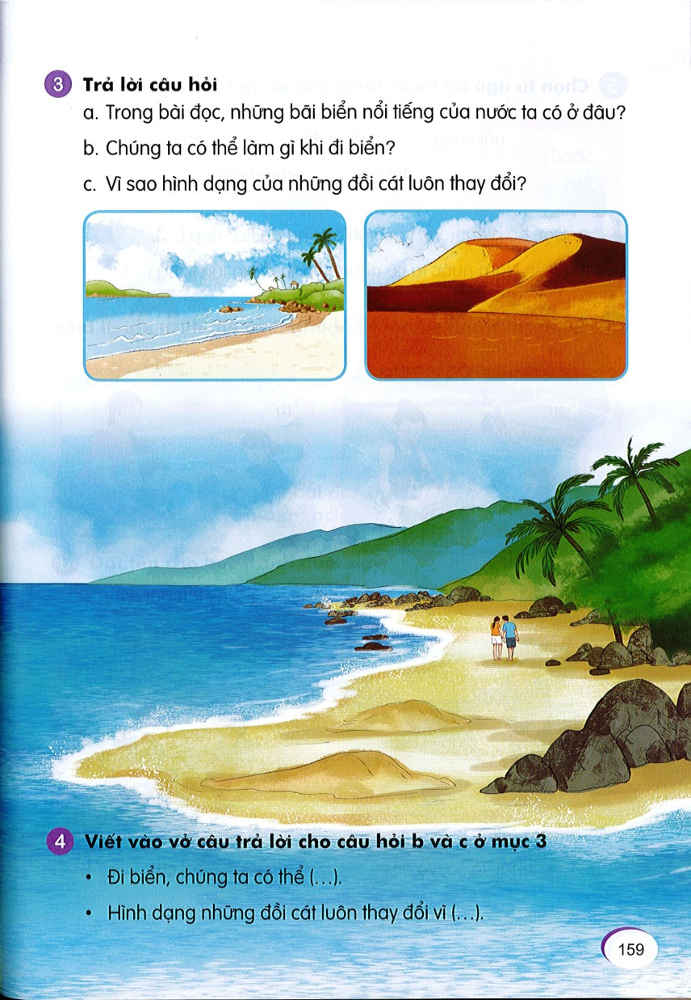 3 Trả lời câu hỏi
a. Trong bài đọc, những bãi biển nổi tiếng của nước ta có ở đâu?
b. Chúng ta có thể làm gì khi đi biển?
c. Vì sao hình dạng của những đồi cát luôn thay đổi?
4 Viết vào vở câu trả lời cho câu hỏi b và c ở mục 3
• Đi biển, chúng ta có thể (...).
• Hình dạng những đồi cát luôn thay đổi vì (...).
159